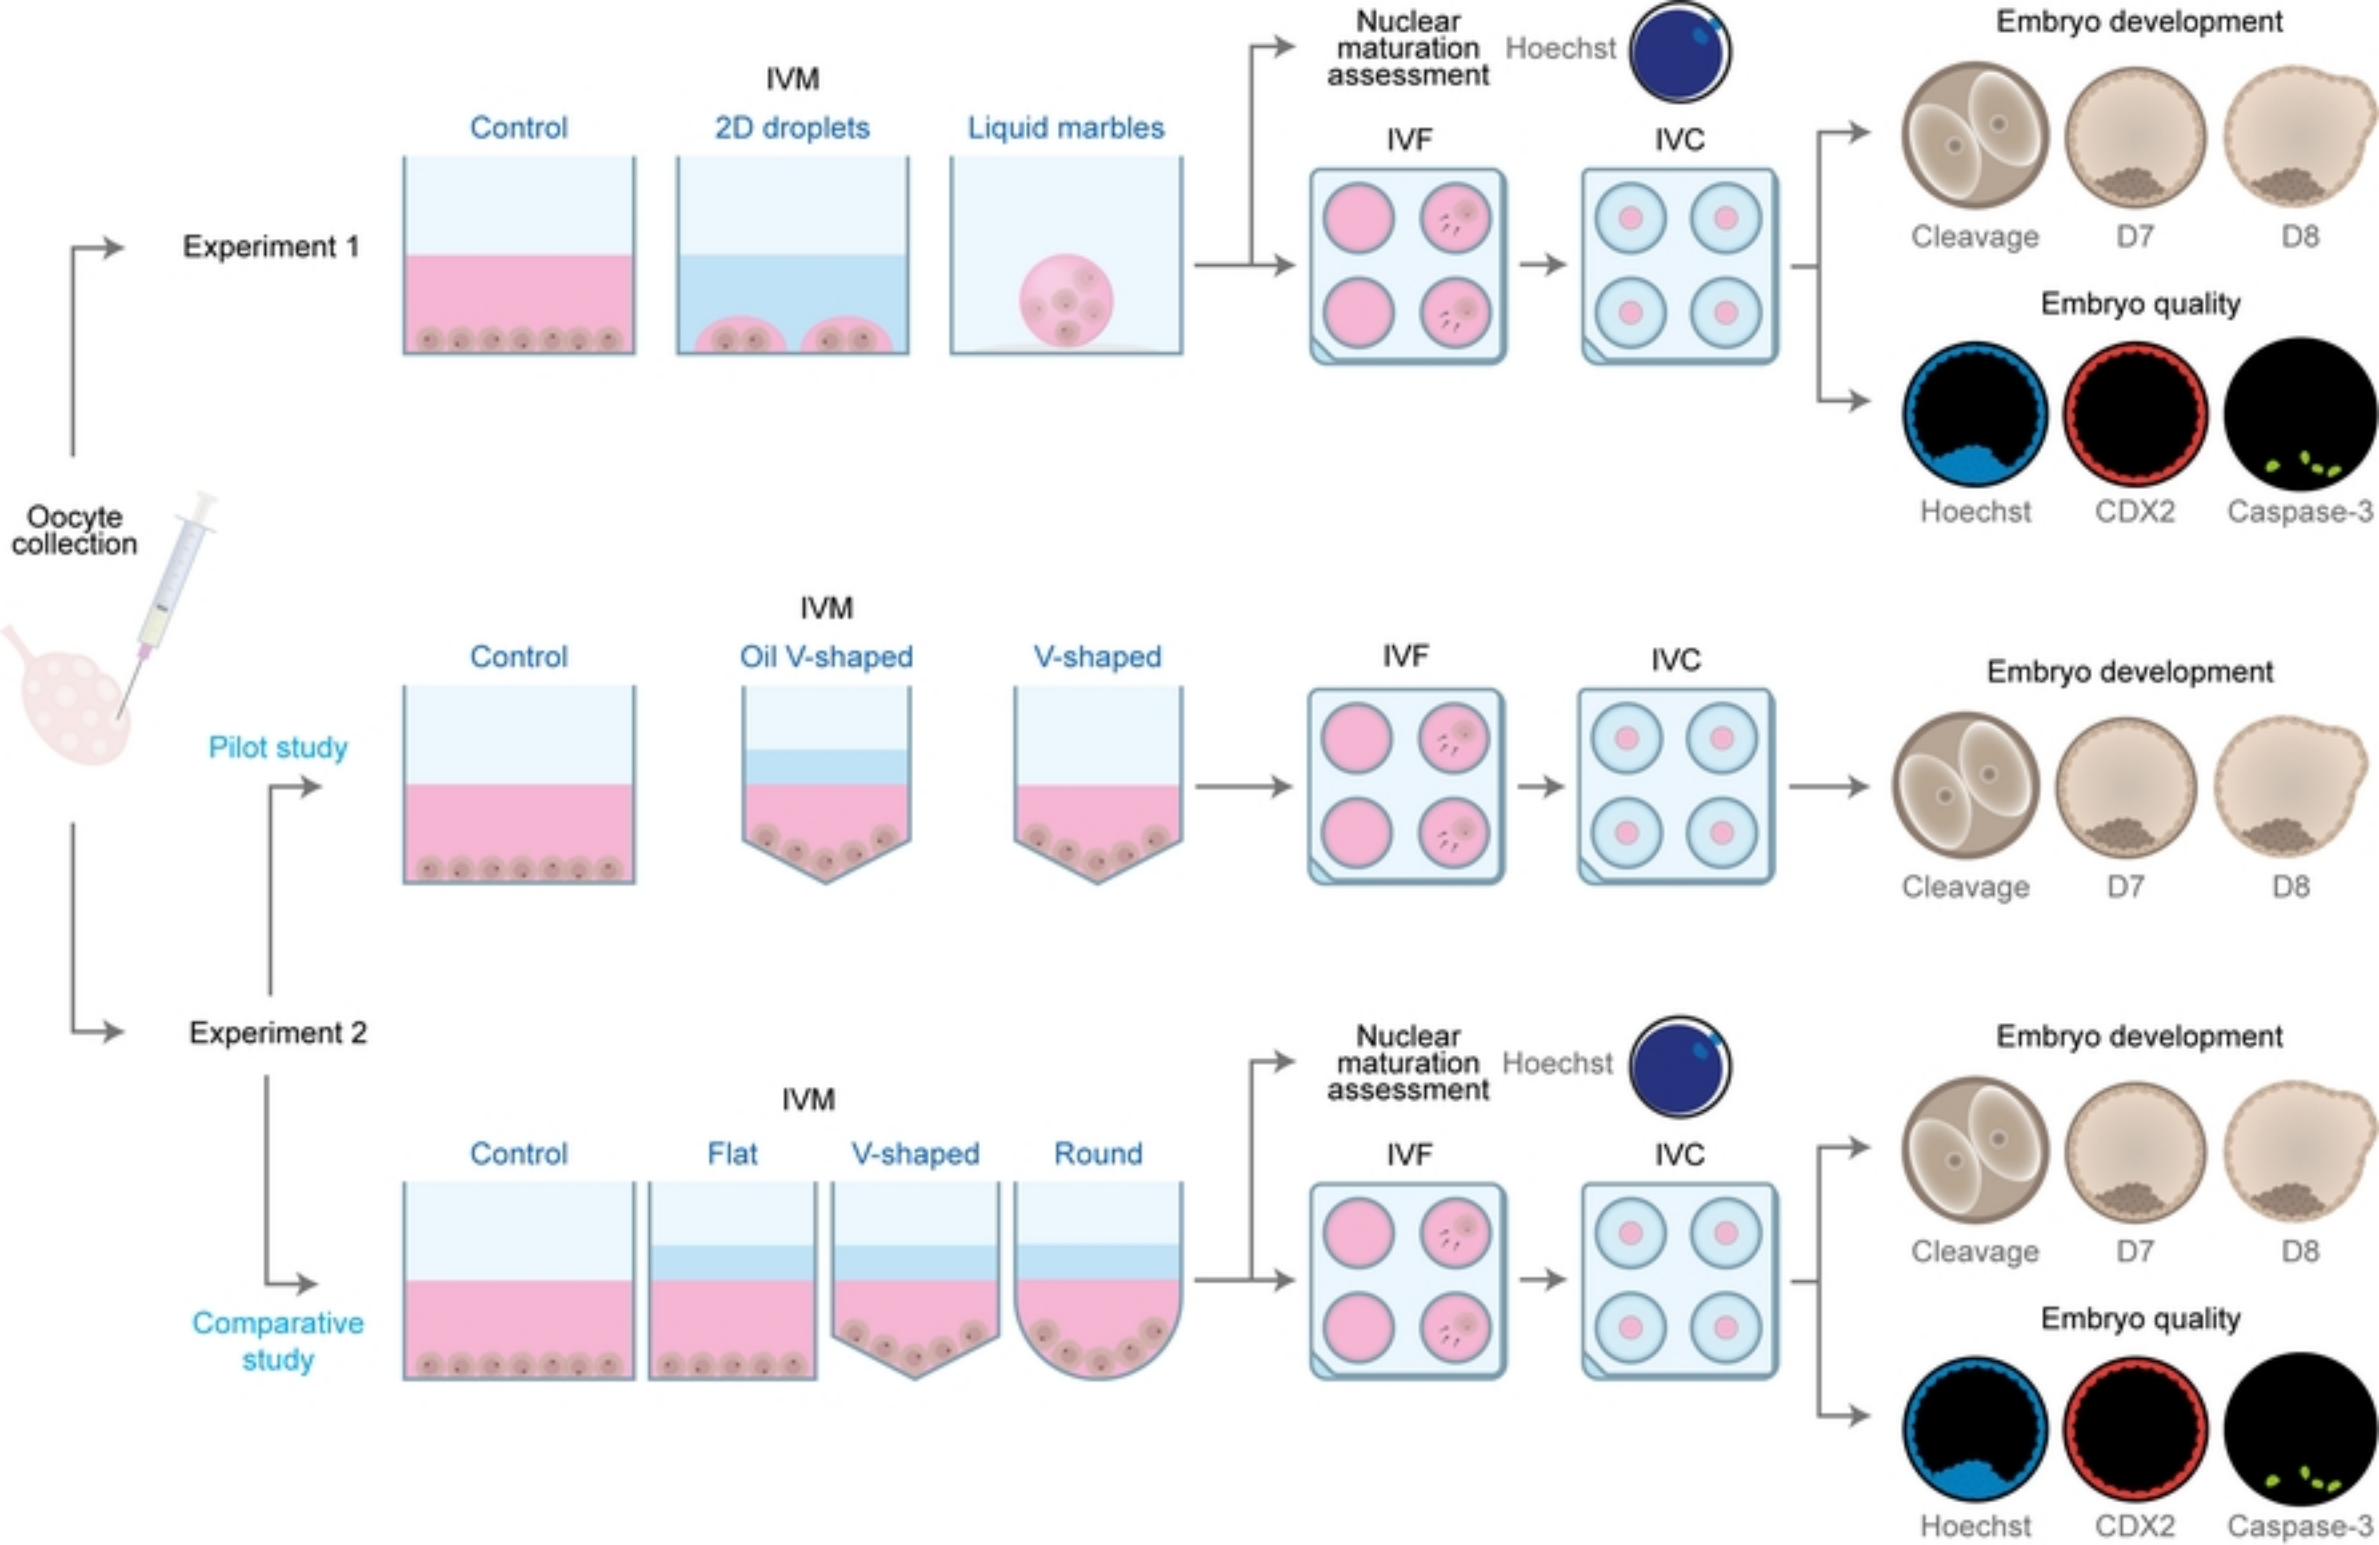 Oocyte
collection
Experiment 1
IVM
Control
2D droplets
Liquid marbles
Nuclear
maturation
assessment
Hoechst
IVF
IVC
Embryo development
Cleavage
D7
D8
Embryo quality
Hoechst
CDX2
Caspase-3
Experiment 2
Pilot study
IVM
Control
Oil V-shaped
V-shaped
IVF
IVC
Embryo development
Cleavage
D7
D8
Comparative
study
IVM
Control
Flat
V-shaped
Round
Nuclear
maturation
assessment
Hoechst
IVF
IVC
Embryo development
Cleavage
D7
D8
Embryo quality
Hoechst
CDX2
Caspase-3